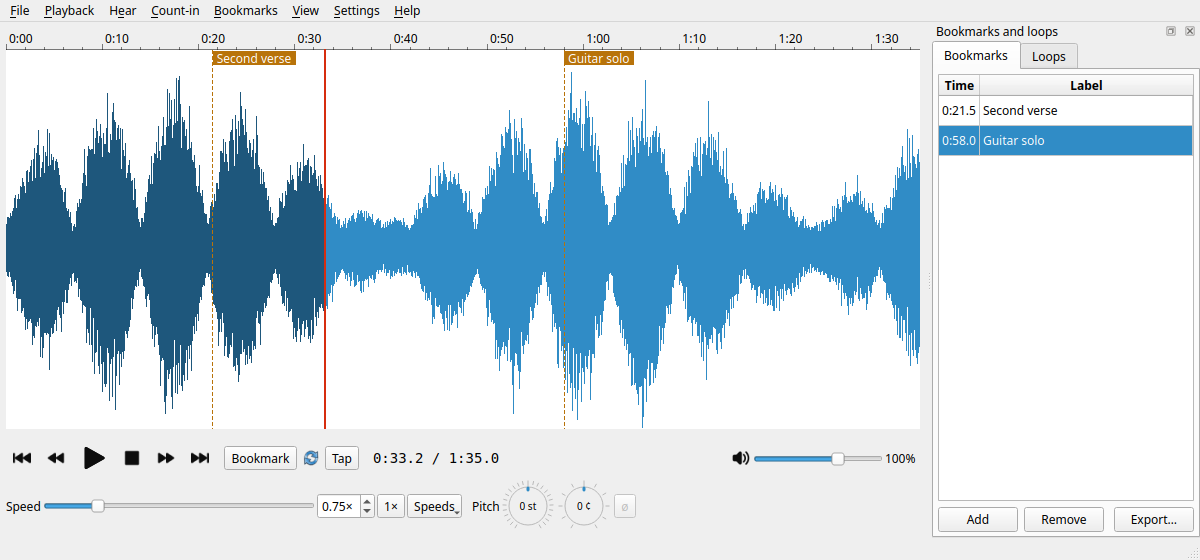 File Playback Hear Count-in Bookmarks View Settings Help
0:00 0:10 0:20 0:30 0:40 0:50 1:00 1:10 1:20 1:30
Second verse Guitar solo
Bookmarks and loops
Bookmarks Loops
Time Label
0:21.5 Second verse
0:58.0 Guitar solo
Bookmark Tap 0:33.2 / 1:35.0 100%
Speed 0.75× 1× Speeds Pitch 0 st 0 ¢ ø
Add Remove Export...